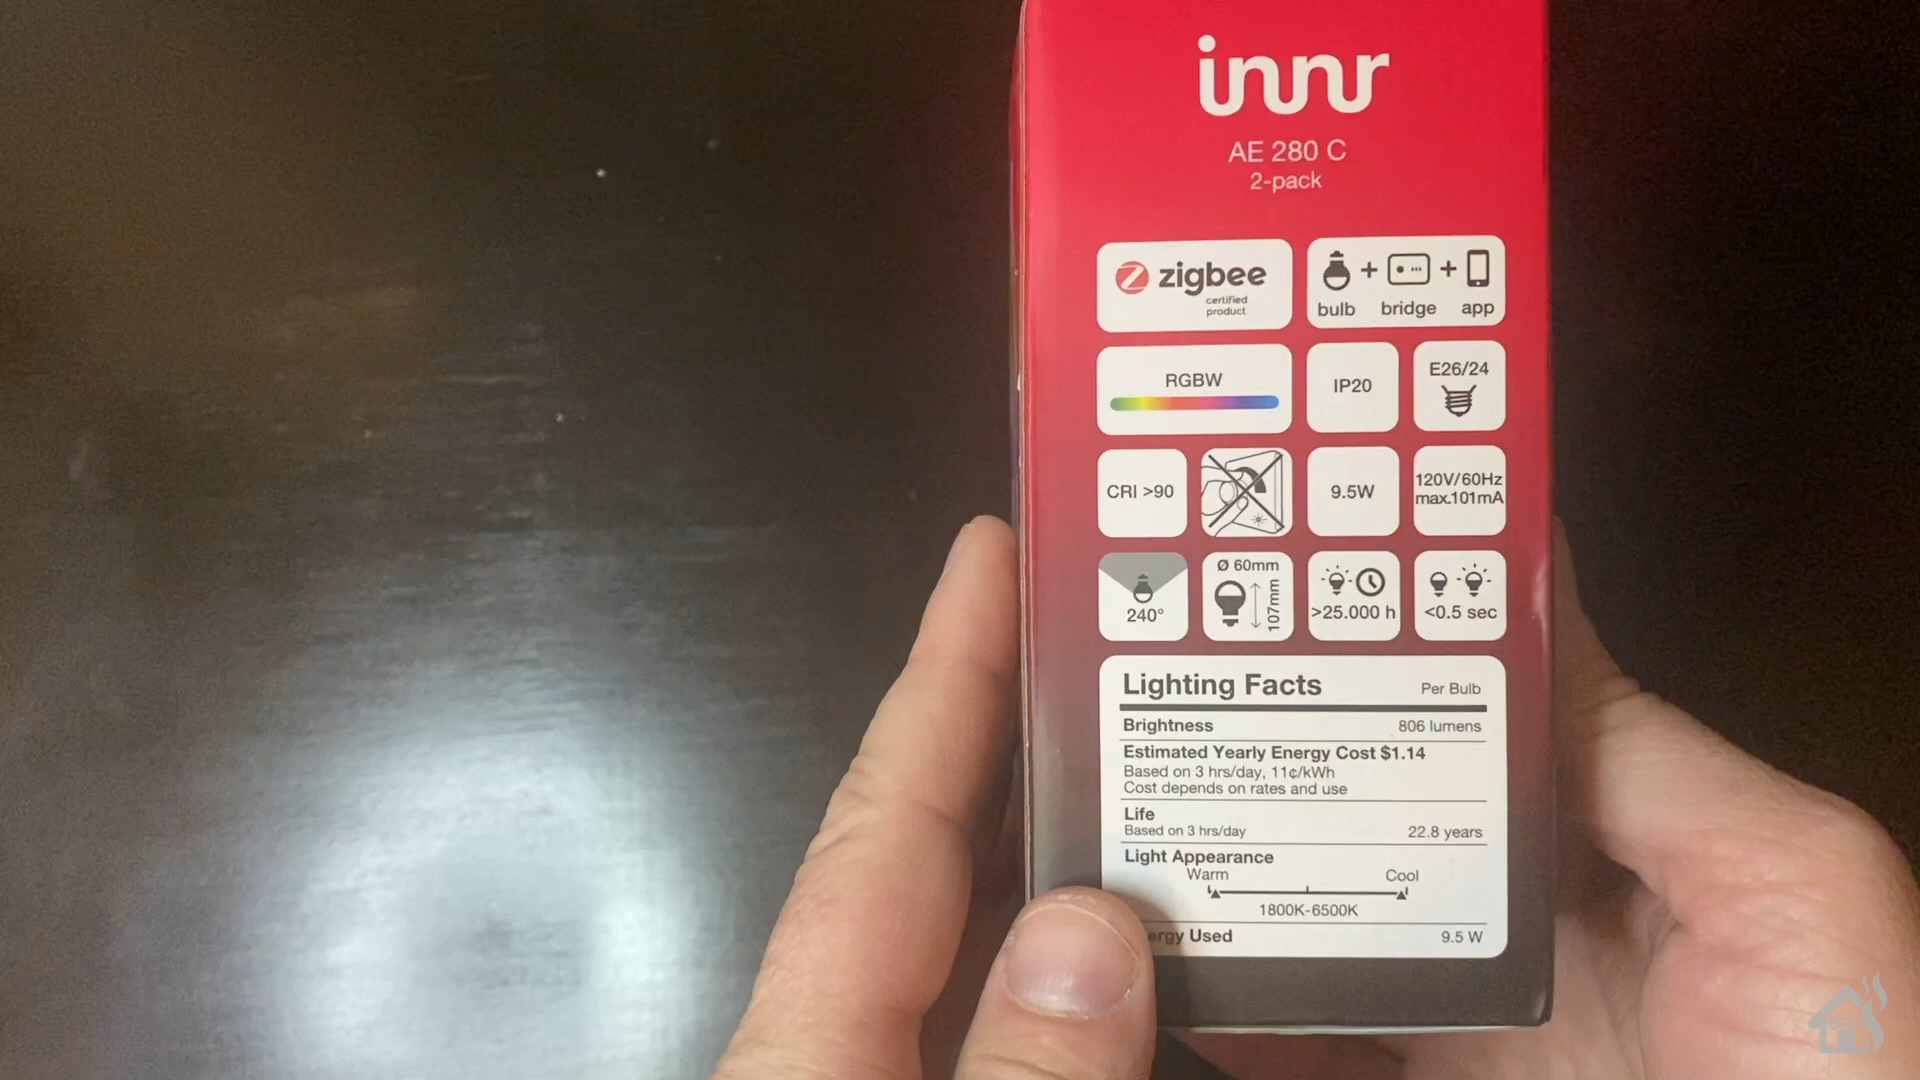 innr
AE 280 C
2-pack
zigbee
certified
product
bulb + bridge + app
RGBW
IP20
E26/24
CRI >90
9.5W
120V/60Hz
max.101mA
240°
Ø 60mm
107mm
>25.000 h
<0.5 sec
Lighting Facts Per Bulb
Brightness 806 lumens
Estimated Yearly Energy Cost $1.14
Based on 3 hrs/day, 11¢/kWh
Cost depends on rates and use
Life
Based on 3 hrs/day 22.8 years
Light Appearance
Warm Cool
1800K-6500K
ergy Used 9.5 W